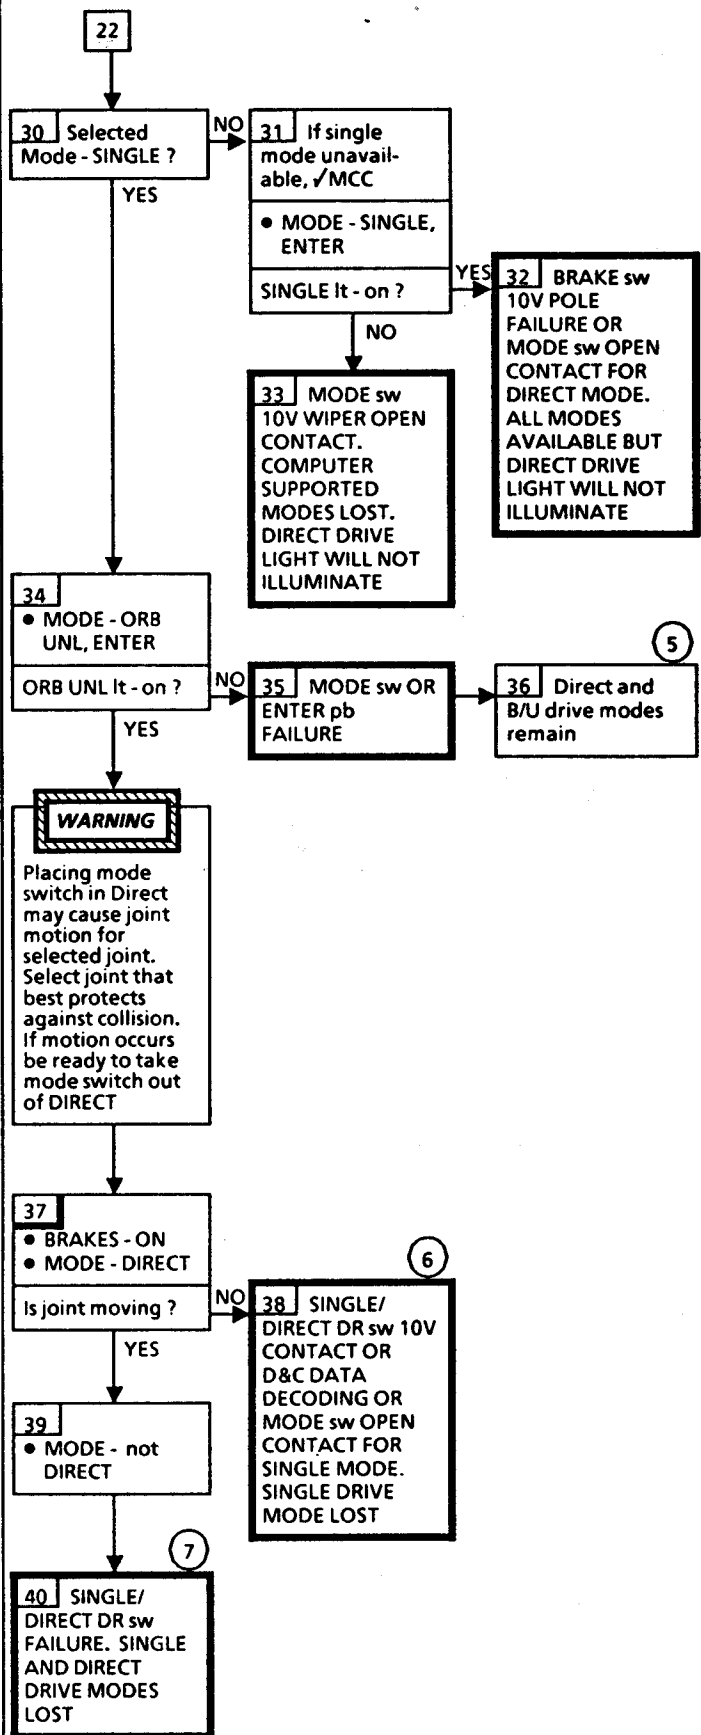 22
30 Selected
Mode - SINGLE ?
NO
YES
31 If single
mode unavail-
able, ✓MCC
● MODE - SINGLE,
ENTER
SINGLE lt - on ?
YES
NO
32 BRAKE sw
10V POLE
FAILURE OR
MODE sw OPEN
CONTACT FOR
DIRECT MODE.
ALL MODES
AVAILABLE BUT
DIRECT DRIVE
LIGHT WILL NOT
ILLUMINATE
33 MODE sw
10V WIPER OPEN
CONTACT.
COMPUTER
SUPPORTED
MODES LOST.
DIRECT DRIVE
LIGHT WILL NOT
ILLUMINATE
34
● MODE - ORB
UNL, ENTER
ORB UNL lt - on ?
NO
YES
35 MODE sw OR
ENTER pb
FAILURE
5
36 Direct and
B/U drive modes
remain
WARNING
Placing mode
switch in Direct
may cause joint
motion for
selected joint.
Select joint that
best protects
against collision.
If motion occurs
be ready to take
mode switch out
of DIRECT
37
● BRAKES - ON
● MODE - DIRECT
Is joint moving ?
NO
YES
6
38 SINGLE/
DIRECT DR sw 10V
CONTACT OR
D&C DATA
DECODING OR
MODE sw OPEN
CONTACT FOR
SINGLE MODE.
SINGLE DRIVE
MODE LOST
39
● MODE - not
DIRECT
7
40 SINGLE/
DIRECT DR sw
FAILURE. SINGLE
AND DIRECT
DRIVE MODES
LOST